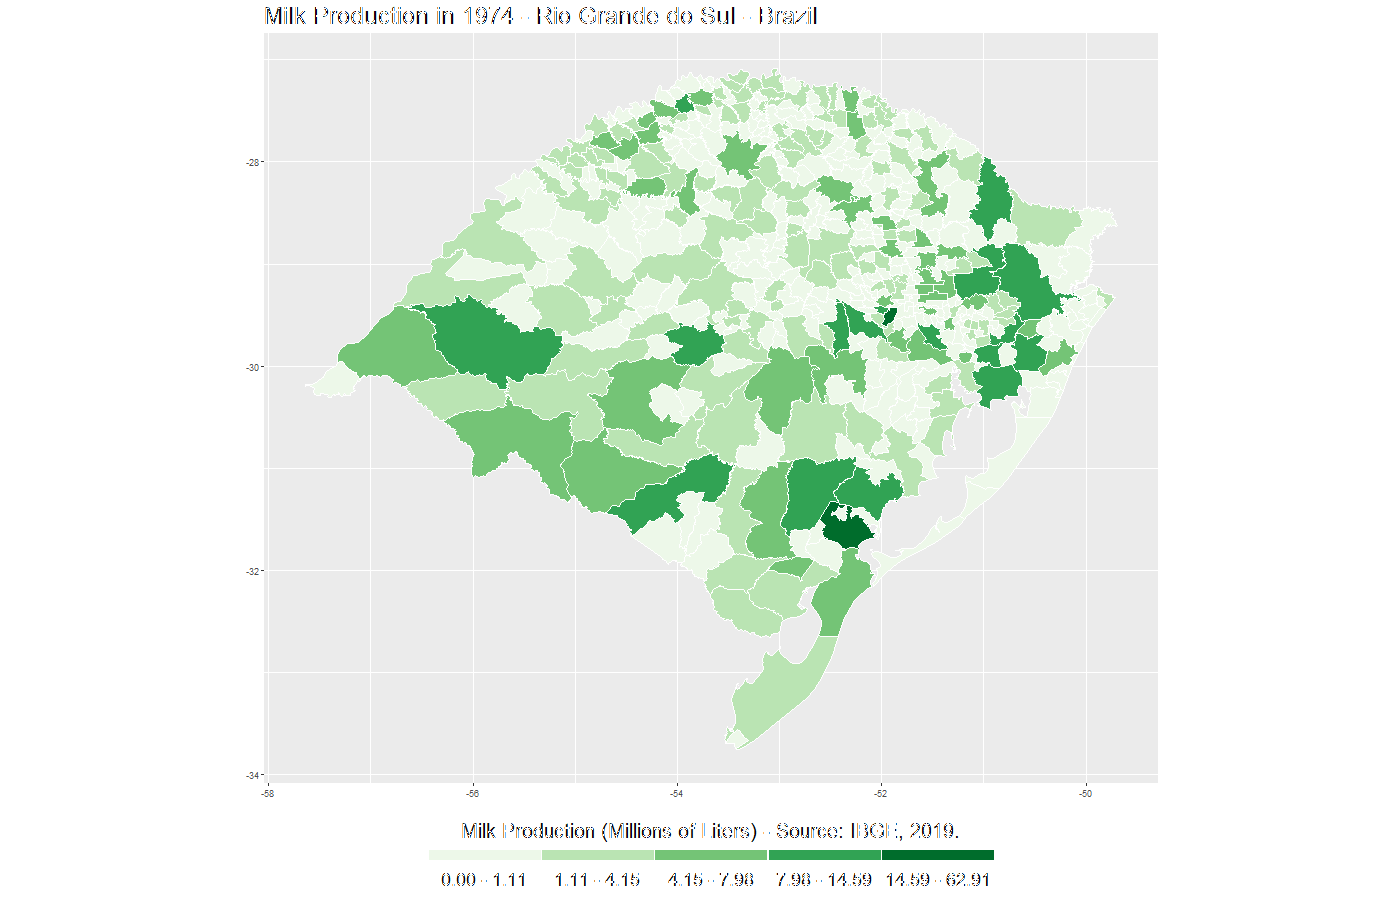 Milk Production in 1974 - Rio Grande do Sul - Brazil
-28
-30
-32
-34
-58
-56
-54
-52
-50
Milk Production (Millions of Liters) - Source: IBGE, 2019.
0.00 - 1.11
1.11 - 4.15
4.15 - 7.98
7.98 - 14.59
14.59 - 62.91